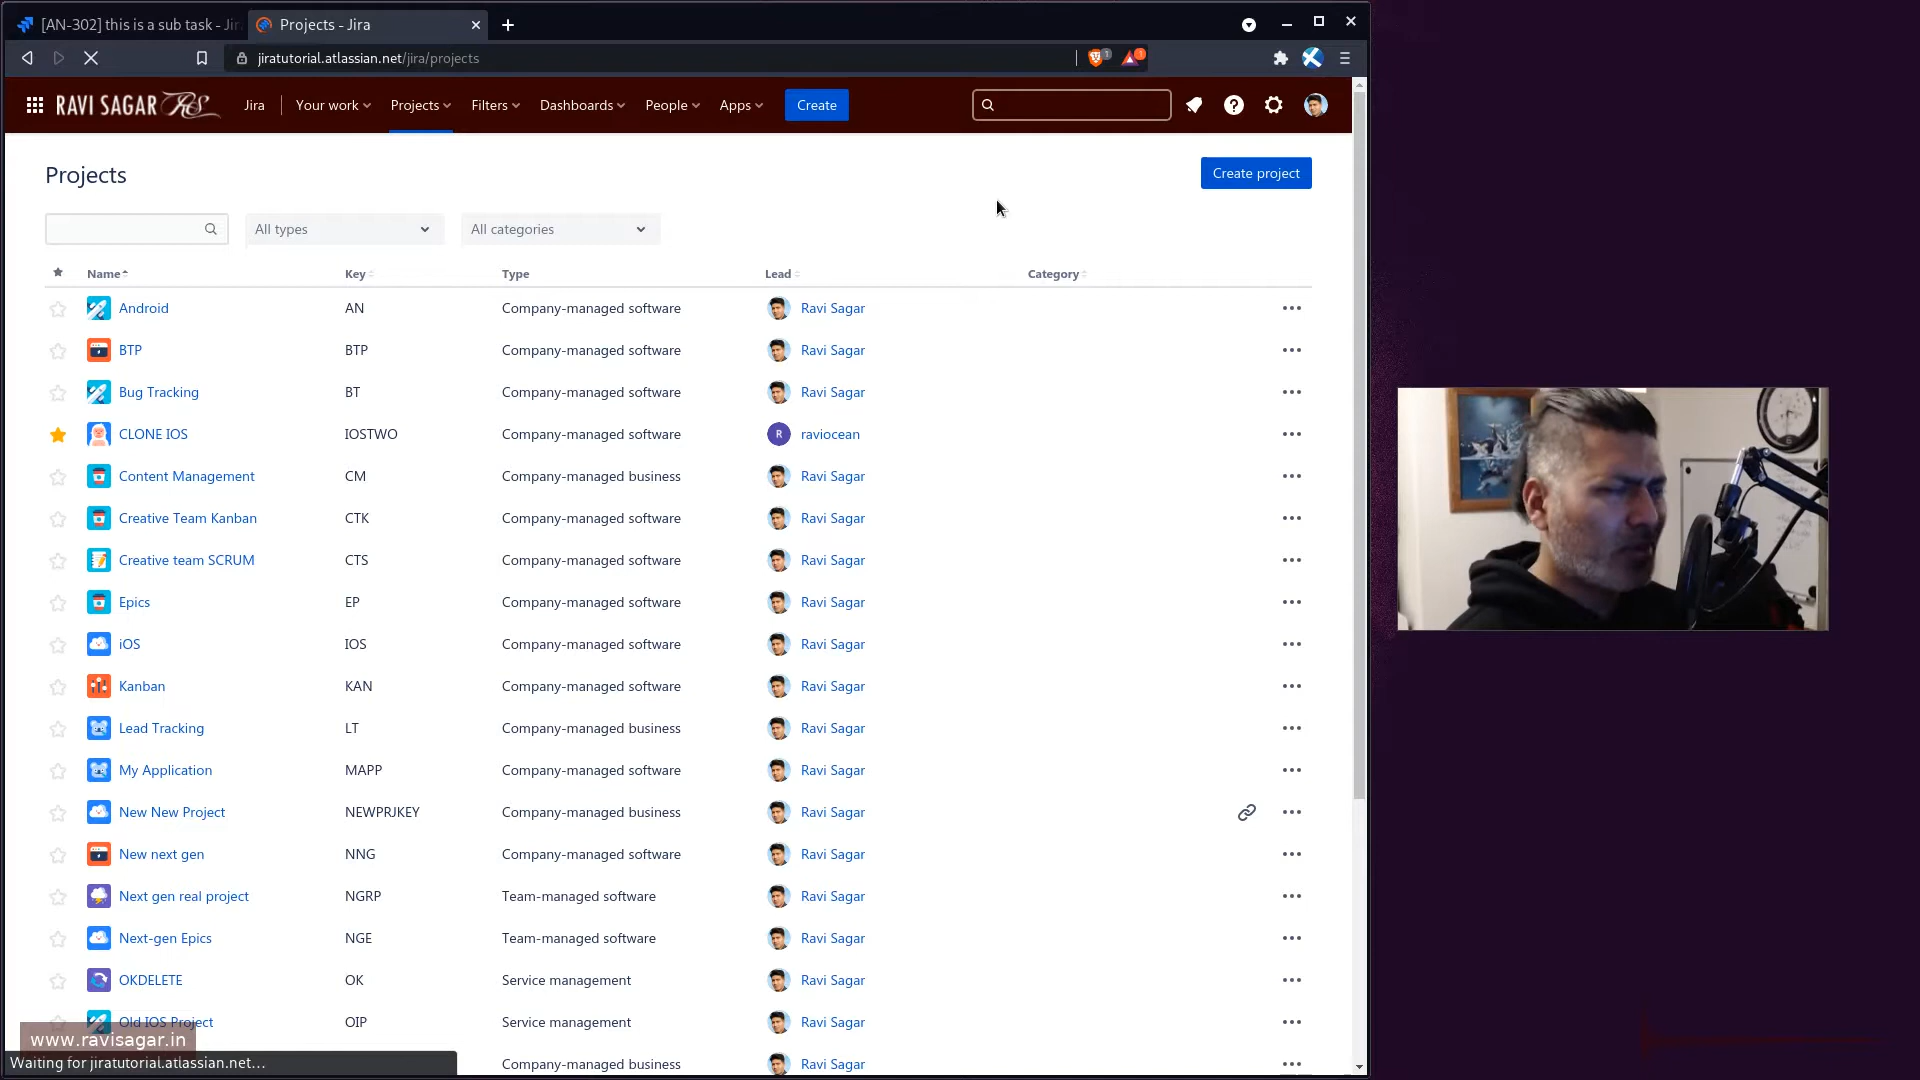 [AN-302] this is a sub task - Jir
Projects - Jira
jiratutorial.atlassian.net/jira/projects
1
1
RAVI SAGAR RS
Jira
Your work
Projects
Filters
Dashboards
People
Apps
Create
Projects
Create project
All types
All categories
Name Key Type Lead Category
Android AN Company-managed software Ravi Sagar
BTP BTP Company-managed software Ravi Sagar
Bug Tracking BT Company-managed software Ravi Sagar
CLONE IOS IOSTWO Company-managed software R raviocean
Content Management CM Company-managed business Ravi Sagar
Creative Team Kanban CTK Company-managed software Ravi Sagar
Creative team SCRUM CTS Company-managed software Ravi Sagar
Epics EP Company-managed software Ravi Sagar
iOS IOS Company-managed software Ravi Sagar
Kanban KAN Company-managed software Ravi Sagar
Lead Tracking LT Company-managed business Ravi Sagar
My Application MAPP Company-managed software Ravi Sagar
New New Project NEWPRJKEY Company-managed business Ravi Sagar
New next gen NNG Company-managed software Ravi Sagar
Next gen real project NGRP Team-managed software Ravi Sagar
Next-gen Epics NGE Team-managed software Ravi Sagar
OKDELETE OK Service management Ravi Sagar
Old IOS Project OIP Service management Ravi Sagar
www.ravisagar.in
Company-managed business Ravi Sagar
Waiting for jiratutorial.atlassian.net...